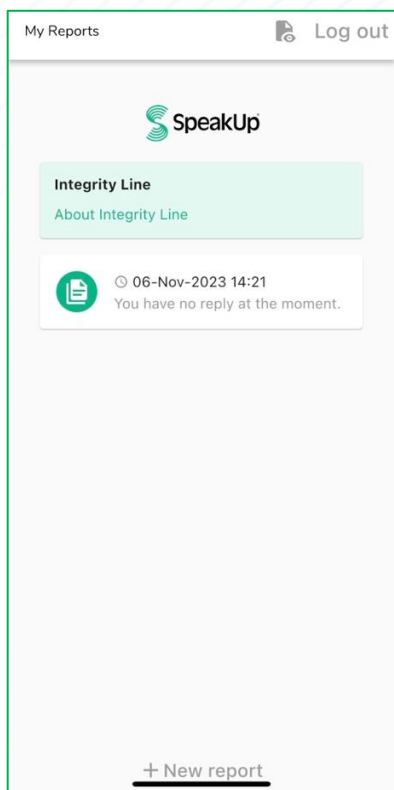 My Reports
Log out
SpeakUp
Integrity Line
About Integrity Line
06-Nov-2023 14:21
You have no reply at the moment.
+ New report